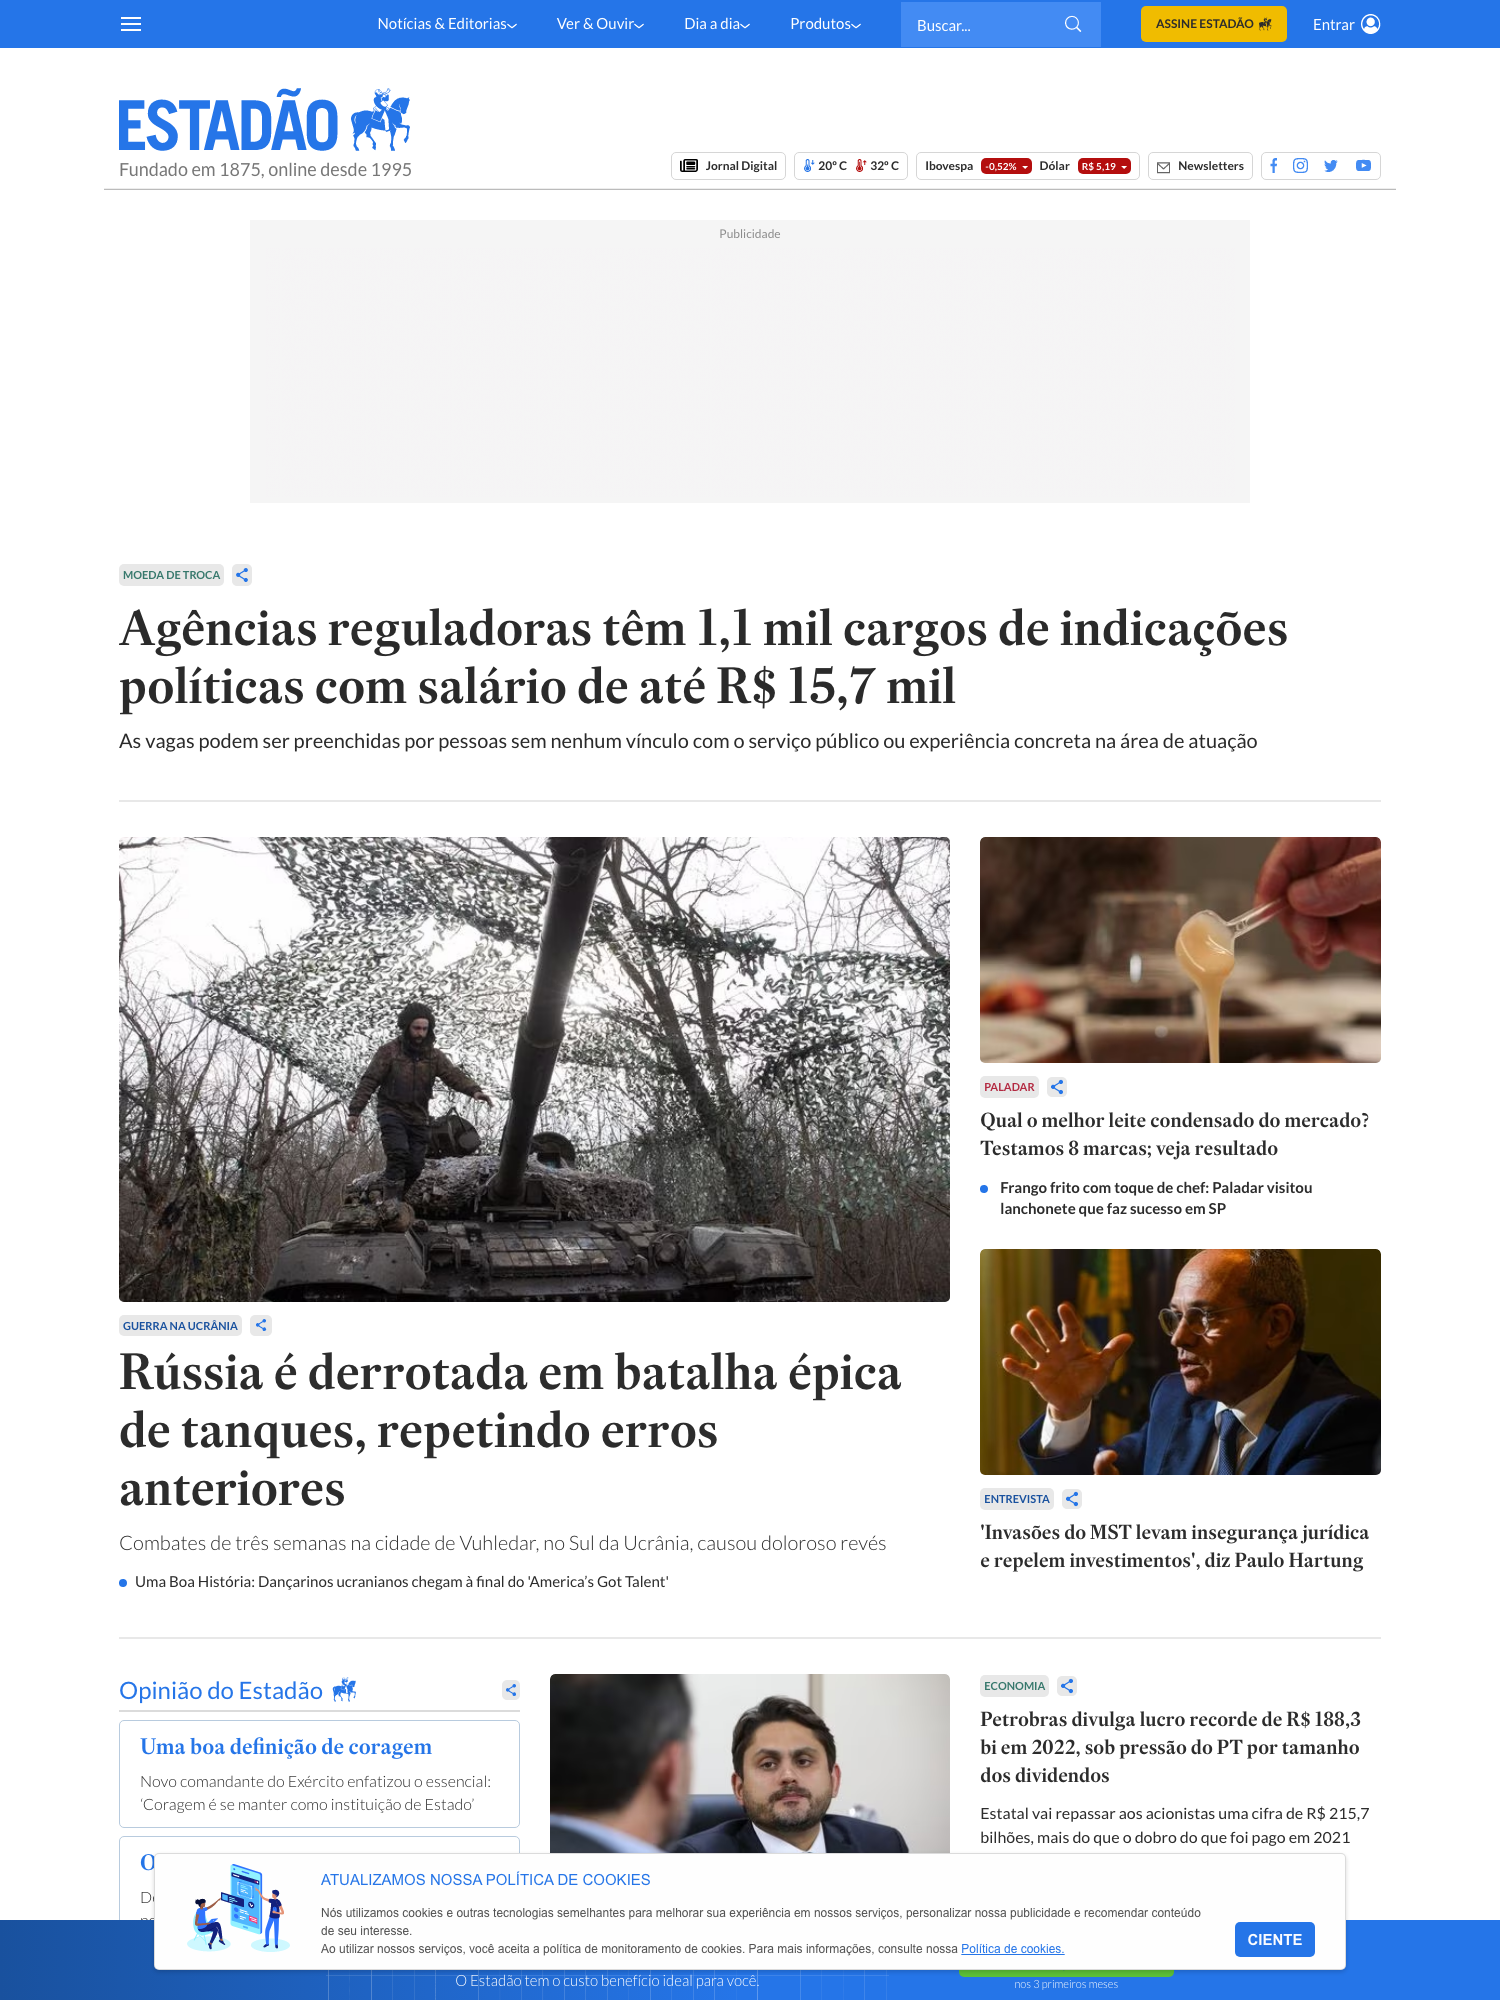 Notícias & Editorias
Ver & Ouvir
Dia a dia
Produtos
Buscar...
ASSINE ESTADÃO
Entrar
ESTADÃO
Fundado em 1875, online desde 1995
Jornal Digital
20º C 32º C
Ibovespa -0,52% Dólar R$ 5,19
Newsletters
Publicidade
MOEDA DE TROCA
Agências reguladoras têm 1,1 mil cargos de indicações
políticas com salário de até R$ 15,7 mil
As vagas podem ser preenchidas por pessoas sem nenhum vínculo com o serviço público ou experiência concreta na área de atuação
GUERRA NA UCRÂNIA
Rússia é derrotada em batalha épica
de tanques, repetindo erros
anteriores
Combates de três semanas na cidade de Vuhledar, no Sul da Ucrânia, causou doloroso revés
Uma Boa História: Dançarinos ucranianos chegam à final do 'America’s Got Talent'
PALADAR
Qual o melhor leite condensado do mercado?
Testamos 8 marcas; veja resultado
Frango frito com toque de chef: Paladar visitou
lanchonete que faz sucesso em SP
ENTREVISTA
'Invasões do MST levam insegurança jurídica
e repelem investimentos', diz Paulo Hartung
Opinião do Estadão
Uma boa definição de coragem
Novo comandante do Exército enfatizou o essencial:
‘Coragem é se manter como instituição de Estado’
ECONOMIA
Petrobras divulga lucro recorde de R$ 188,3
bi em 2022, sob pressão do PT por tamanho
dos dividendos
Estatal vai repassar aos acionistas uma cifra de R$ 215,7
bilhões, mais do que o dobro do que foi pago em 2021
ATUALIZAMOS NOSSA POLÍTICA DE COOKIES
Nós utilizamos cookies e outras tecnologias semelhantes para melhorar sua experiência em nossos serviços, personalizar nossa publicidade e recomendar conteúdo
de seu interesse.
Ao utilizar nossos serviços, você aceita a política de monitoramento de cookies. Para mais informações, consulte nossa Política de cookies.
CIENTE
O Estadão tem o custo benefício ideal para você.
nos 3 primeiros meses